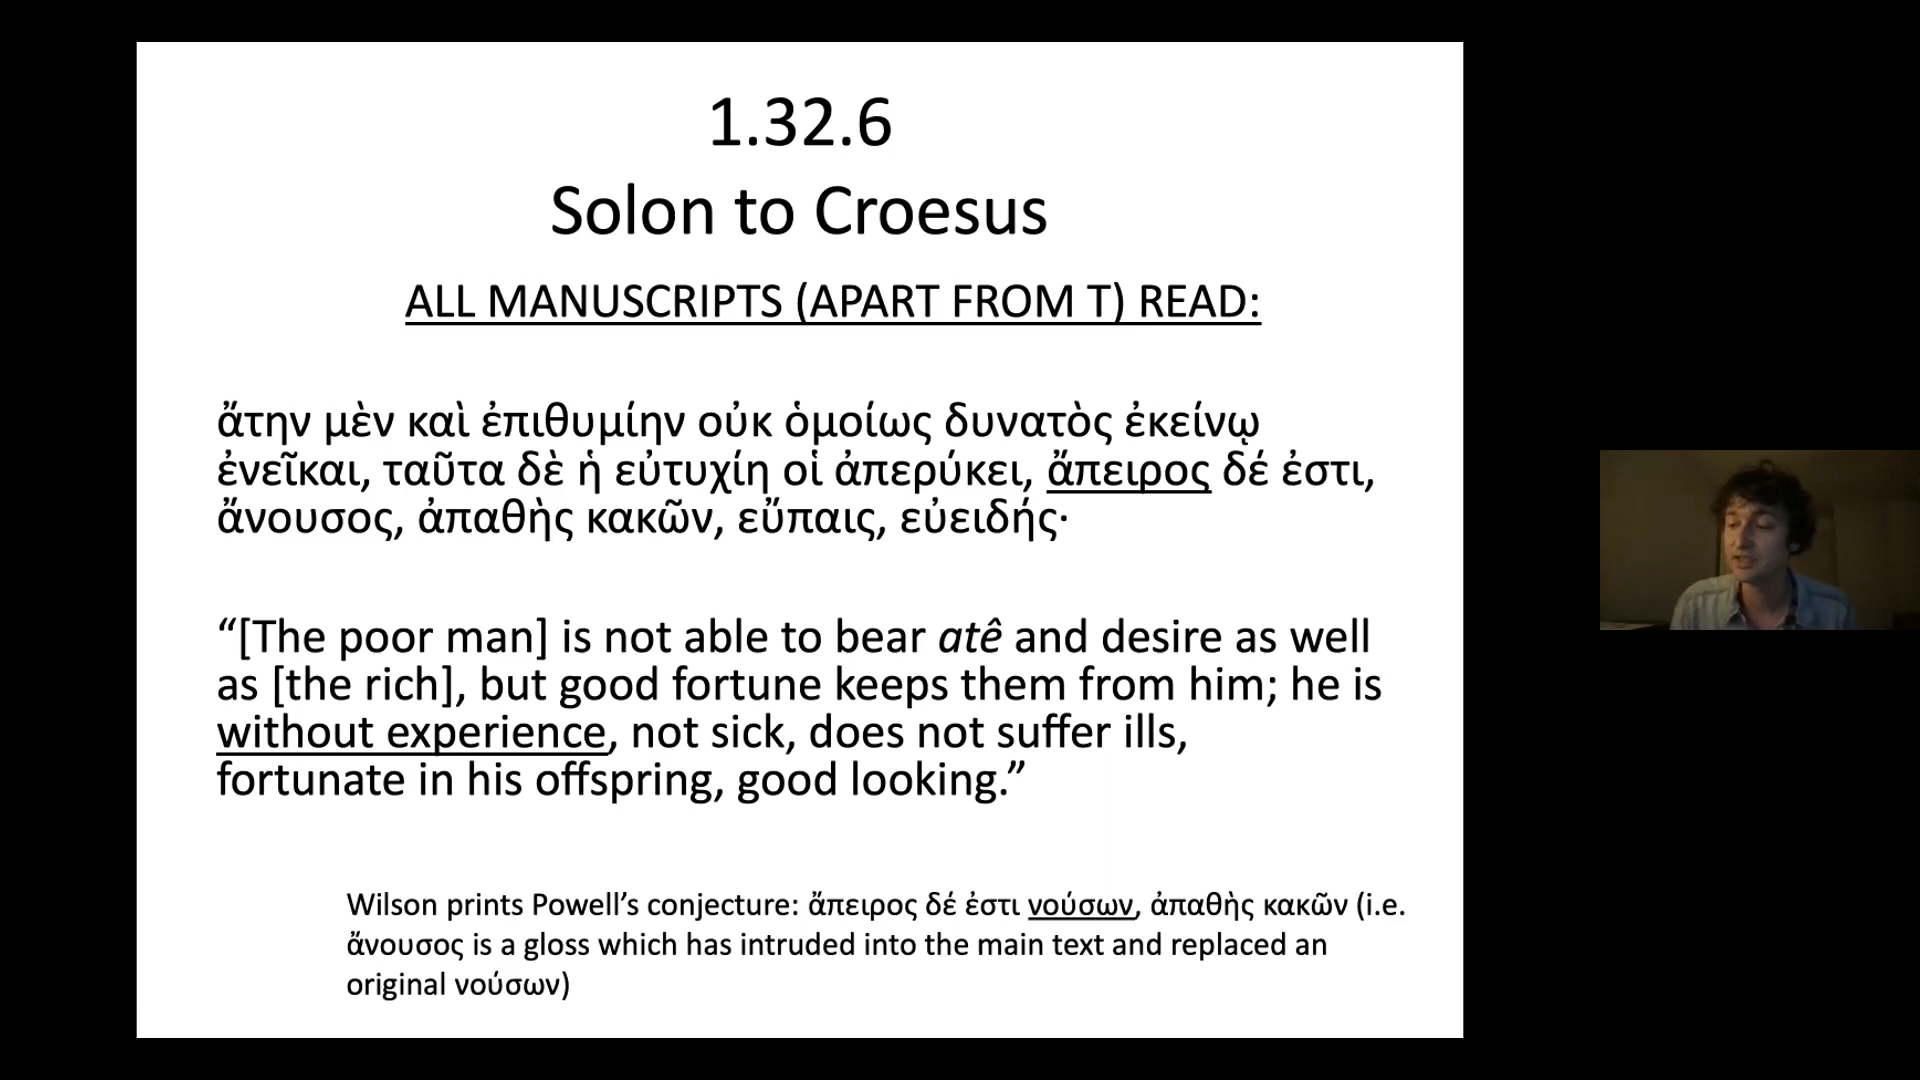 1.32.6
Solon to Croesus
ALL MANUSCRIPTS (APART FROM T) READ:
ἄτην μὲν καὶ ἐπιθυμίην οὐκ ὁμοίως δυνατὸς ἐκείνῳ
ἐνεῖκαι, ταῦτα δὲ ἡ εὐτυχίη οἱ ἀπερύκει, ἄπειρος δέ ἐστι,
ἄνουσος, ἀπαθὴς κακῶν, εὔπαις, εὐειδής·
“[The poor man] is not able to bear atê and desire as well
as [the rich], but good fortune keeps them from him; he is
without experience, not sick, does not suffer ills,
fortunate in his offspring, good looking.”
Wilson prints Powell’s conjecture: ἄπειρος δέ ἐστι νούσων, ἀπαθὴς κακῶν (i.e.
ἄνουσος is a gloss which has intruded into the main text and replaced an
original νούσων)